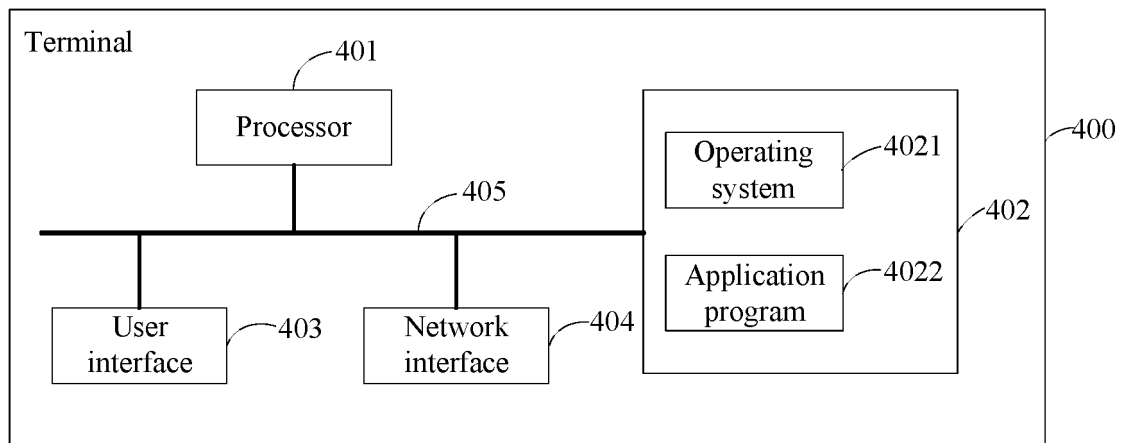 Terminal
401
Processor
400
Operating
system
4021
405
402
Application
program
4022
User
interface
403
Network
interface
404